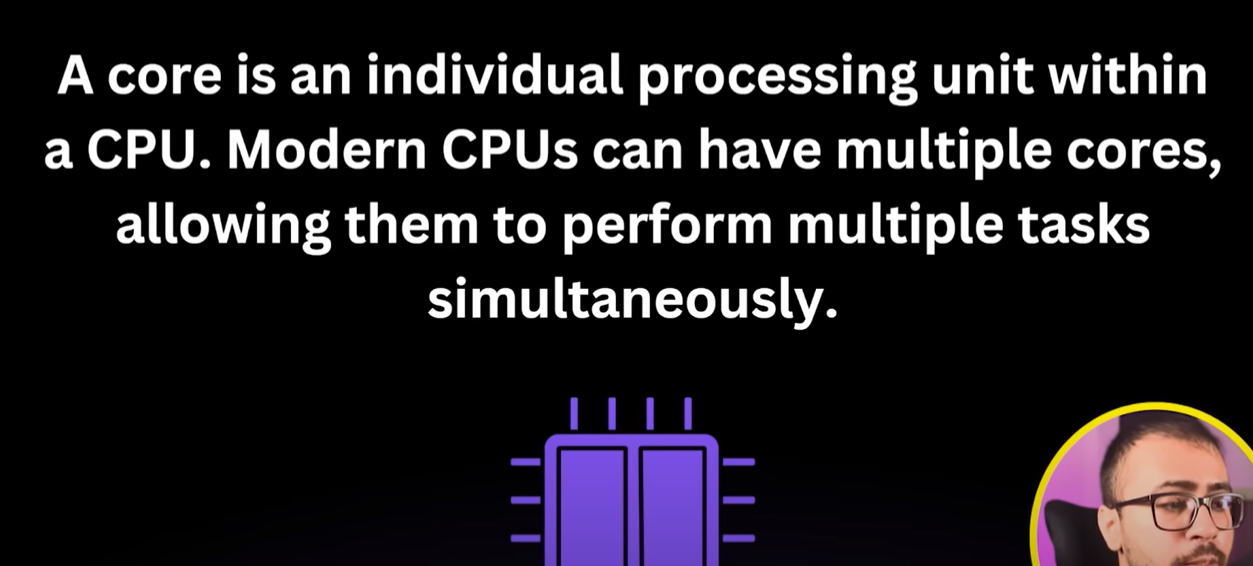 A core is an individual processing unit within
a CPU. Modern CPUs can have multiple cores,
allowing them to perform multiple tasks
simultaneously.